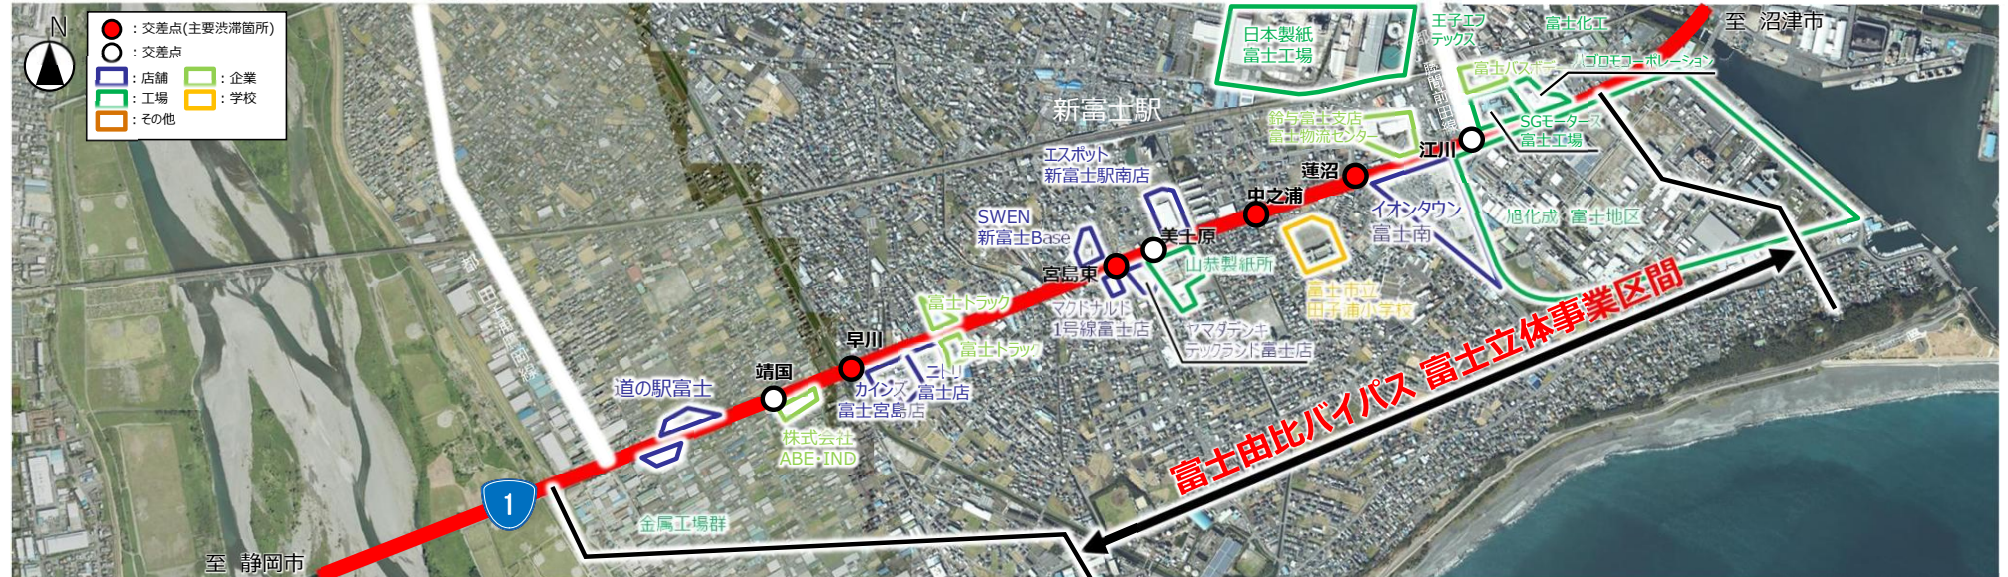 N
：交差点(主要渋滞箇所)
：交差点
：店舗
：企業
：工場
：学校
：その他
至 沼津市
日本製紙
富士工場
王子エフ
テックス
富士化工
富士バスボデー
ハゴロモコーポレーション
新富士駅
鈴与富士支店
富士物流センター
SGモータース
富士工場
江川
エスポット
新富士駅南店
蓮沼
中之浦
イオンタウン
富士南
旭化成 富士地区
SWEN
新富士Base
美土原
宮島東
山恭製紙所
富士市立
田子浦小学校
マクドナルド
1号線富士店
ヤマダデンキ
テックランド富士店
富士トラック
富士トラック
早川
靖国
カインズ
富士宮島店
ニトリ
富士店
道の駅富士
株式会社
ABE・IND
富士由比バイパス 富士立体事業区間
1
金属工場群
至 静岡市